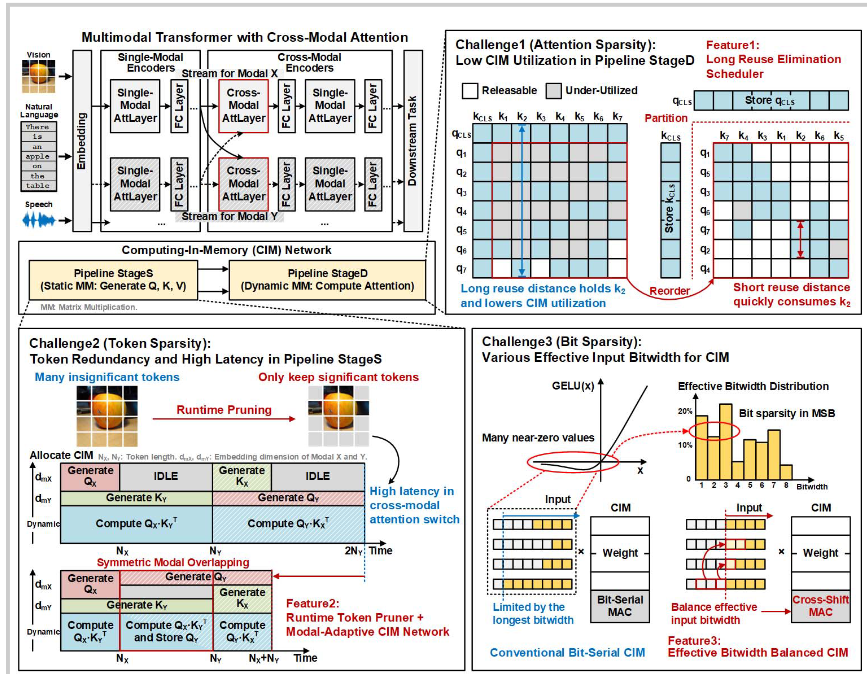 Multimodal Transformer with Cross-Modal Attention
Vision
Natural
Language
There
is
an
apple
on
the
table
Speech
Embedding
Single-Modal
Encoders
Cross-Modal
Encoders
Stream for Modal X
Single-
Modal
AttLayer
FC Layer
Cross-
Modal
AttLayer
FC Layer
Single-
Modal
AttLayer
FC Layer
Single-
Modal
AttLayer
FC Layer
Cross-
Modal
AttLayer
FC Layer
Single-
Modal
AttLayer
FC Layer
...
Stream for Modal Y
...
Downstream Task
Computing-In-Memory (CIM) Network
Pipeline StageS
(Static MM: Generate Q, K, V)
Pipeline StageD
(Dynamic MM: Compute Attention)
MM: Matrix Multiplication.
Challenge1 (Attention Sparsity):
Low CIM Utilization in Pipeline StageD
Feature1:
Long Reuse Elimination
Scheduler
Releasable
Under-Utilized
Store qCLS
qCLS
Partition
kCLS k1 k2 k3 k4 k5 k6 k7
qCLS
q1
q2
q3
q4
q5
q6
q7
kCLS
Store kCLS
k7 k4 k3 k1 k2 k6 k5
q1
q5
q3
q6
q7
q2
q4
Long reuse distance holds k2
and lowers CIM utilization
Reorder
Short reuse distance
quickly consumes k2
Challenge2 (Token Sparsity):
Token Redundancy and High Latency in Pipeline StageS
Many insignificant tokens
Only keep significant tokens
Runtime Pruning
Allocate CIM
NX, NY: Token length. dmX, dmY: Embedding dimension of Modal X and Y.
dmX
Generate
QX
IDLE
Generate
KX
IDLE
dmY
Generate KY
Generate QY
Dynamic
Compute QX·KYT
Compute QY·KXT
NX
NY
2NY
Time
High latency in
cross-modal
attention switch
Symmetric Modal Overlapping
dmX
Generate
QX
Generate QY
dmY
Generate KY
Generate
KX
Dynamic
Compute
QX·KYT
Compute QX·KYT
and Store QY
Compute
QY·KXT
NX
NY
NX+NY
Time
Feature2:
Runtime Token Pruner +
Modal-Adaptive CIM Network
Challenge3 (Bit Sparsity):
Various Effective Input Bitwidth for CIM
GELU(x)
Many near-zero values
x
Effective Bitwidth Distribution
Bit sparsity in MSB
20%
10%
0
1 2 3 4 5 6 7 8
Bitwidth
Input
CIM
×
Weight
Bit-Serial
MAC
Limited by the
longest bitwidth
Conventional Bit-Serial CIM
Input
CIM
×
Weight
Cross-Shift
MAC
Balance effective
input bitwidth
Feature3:
Effective Bitwidth Balanced CIM